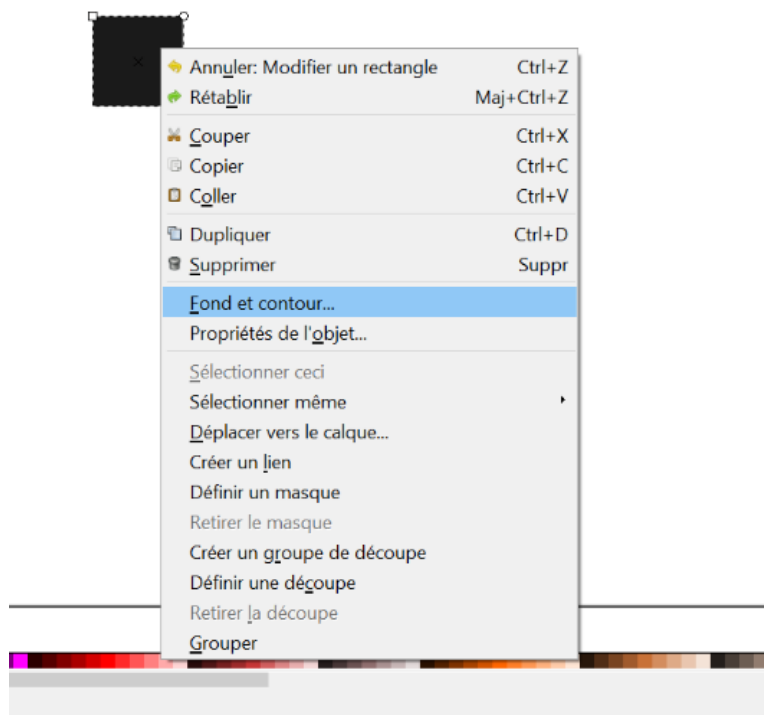 Annuler: Modifier un rectangle Ctrl+Z
Rétablir Maj+Ctrl+Z
Couper Ctrl+X
Copier Ctrl+C
Coller Ctrl+V
Dupliquer Ctrl+D
Supprimer Suppr
Fond et contour...
Propriétés de l'objet...
Sélectionner ceci
Sélectionner même
Déplacer vers le calque...
Créer un lien
Définir un masque
Retirer le masque
Créer un groupe de découpe
Définir une découpe
Retirer la découpe
Grouper